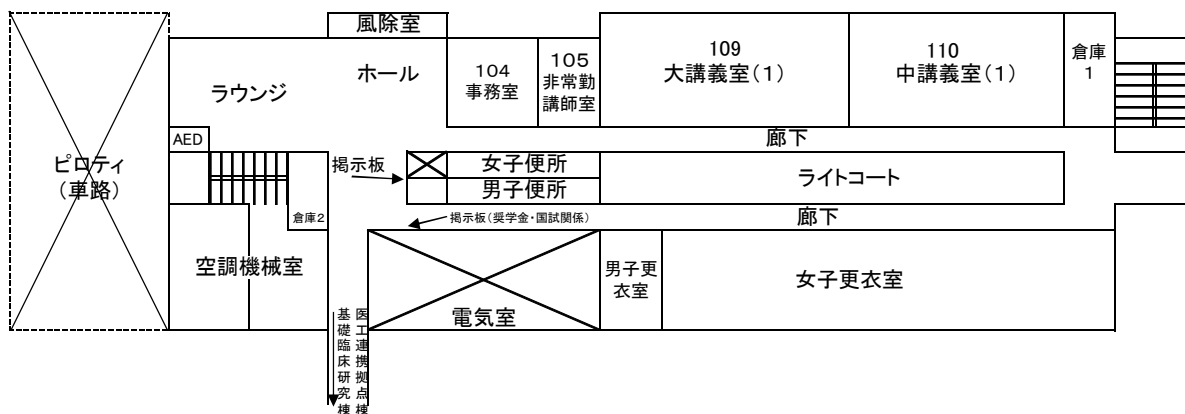 風除室
ホール
ラウンジ
104
事務室
105
非常勤
講師室
109
大講義室(1)
110
中講義室(1)
倉庫
1
AED
廊下
ピロティ
(車路)
掲示板
女子便所
男子便所
ライトコート
倉庫2
掲示板(奨学金・国試関係)
廊下
空調機械室
電気室
男子更
衣室
女子更衣室
医工連携拠点棟
基礎臨床研究棟